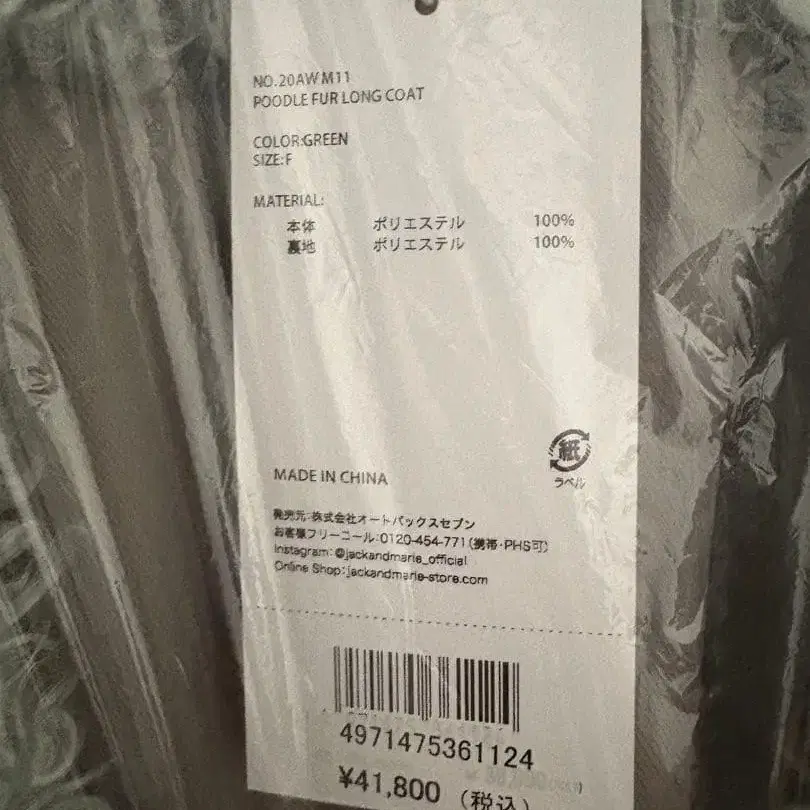 NO.20AW M11
POODLE FUR LONG COAT
COLOR:GREEN
SIZE:F
MATERIAL:
本体 ポリエステル 100%
裏地 ポリエステル 100%
紙
ラベル
MADE IN CHINA
発売元:株式会社オートバックスセブン
お客様フリーコール:0120-454-771(携帯・PHS可)
Instagram:@jackandmarie_official
Online Shop:jackandmarie-store.com
4971475361124
¥41,800 (税込)